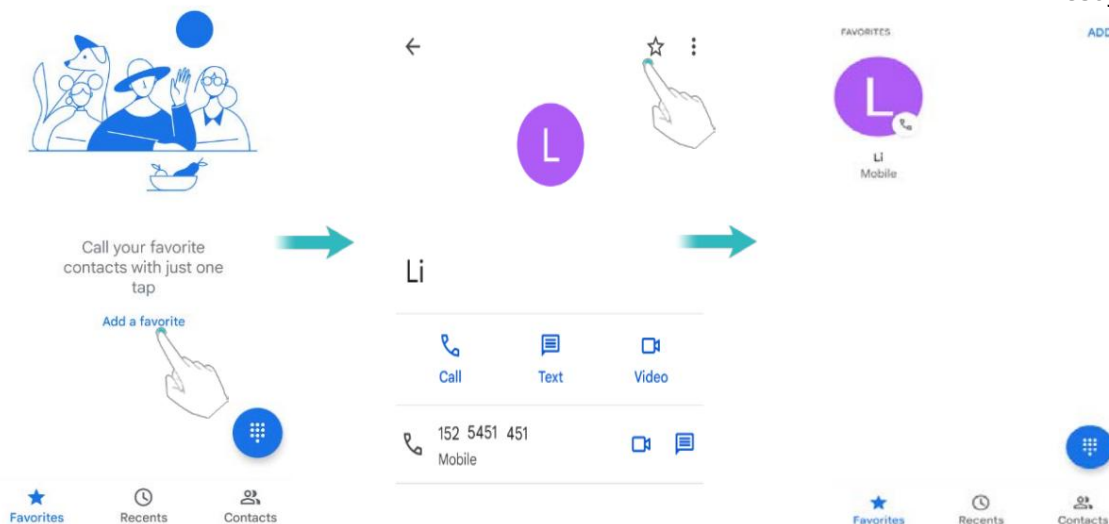 Call your favorite
contacts with just one
tap
Add a favorite
Favorites
Recents
Contacts
L
Li
Call
Text
Video
152 5451 451
Mobile
FAVORITES
ADD
L
Li
Mobile
Favorites
Recents
Contacts